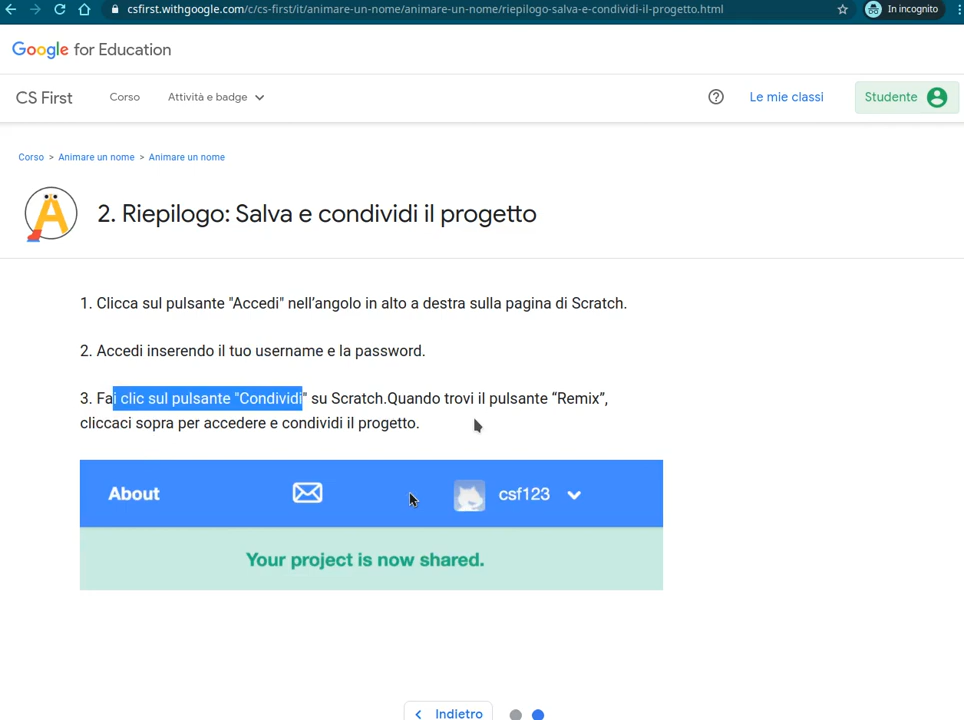 csfirst.withgoogle.com/c/cs-first/it/animare-un-nome/animare-un-nome/riepilogo-salva-e-condividi-il-progetto.html
In incognito
Google for Education
CS First
Corso
Attività e badge
Le mie classi
Studente
Corso > Animare un nome > Animare un nome
A
2. Riepilogo: Salva e condividi il progetto
1. Clicca sul pulsante "Accedi" nell’angolo in alto a destra sulla pagina di Scratch.
2. Accedi inserendo il tuo username e la password.
3. Fai clic sul pulsante "Condividi" su Scratch.Quando trovi il pulsante “Remix”,
cliccaci sopra per accedere e condividi il progetto.
About
csf123
Your project is now shared.
Indietro